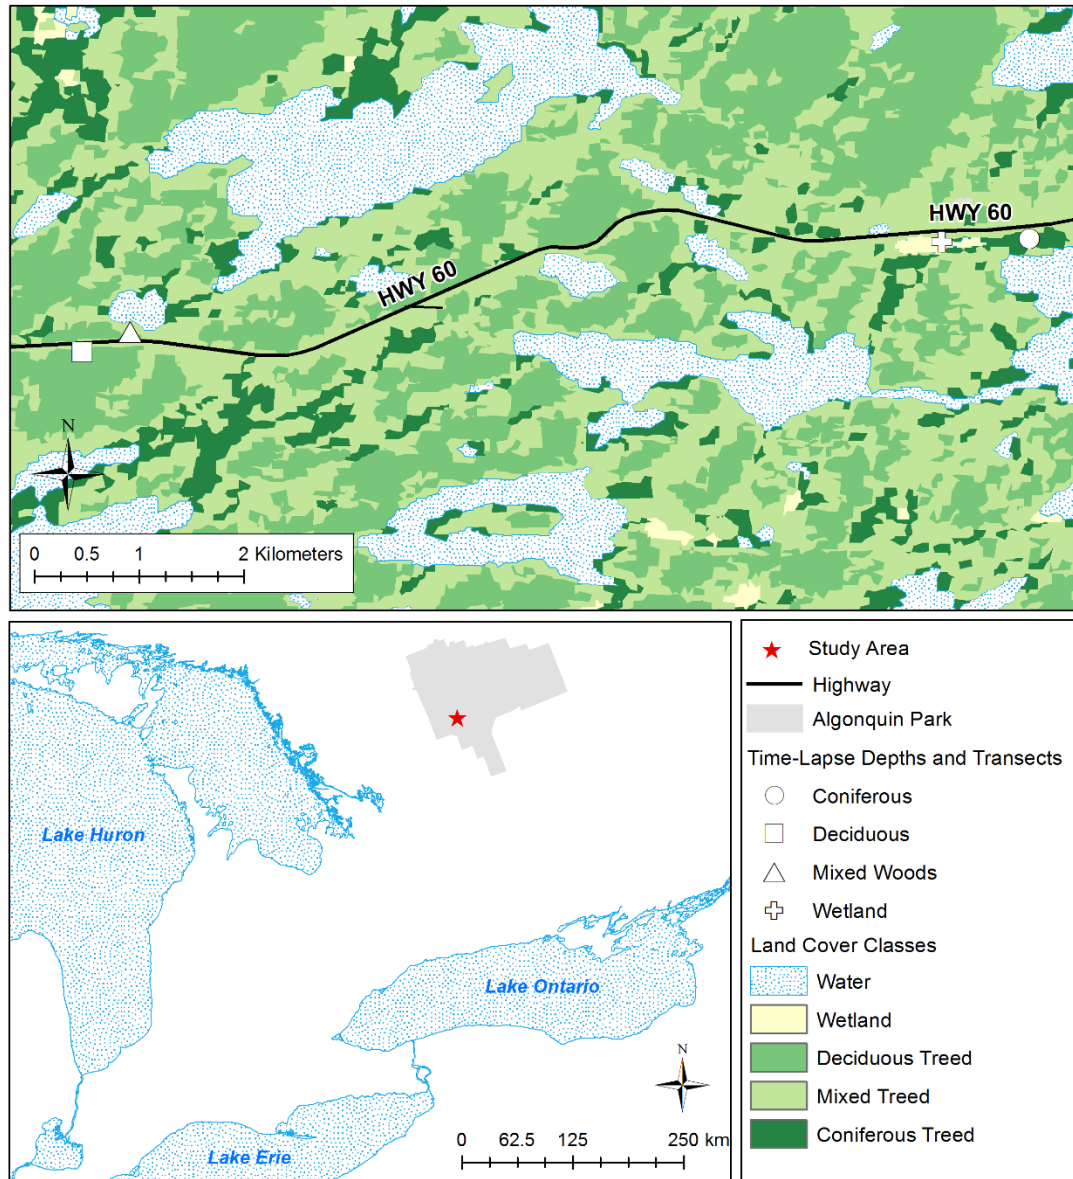 HWY 60
HWY 60
N
0 0.5 1 2 Kilometers
Lake Huron
Lake Ontario
Lake Erie
N
0 62.5 125 250 km
Study Area
Highway
Algonquin Park
Time-Lapse Depths and Transects
Coniferous
Deciduous
Mixed Woods
Wetland
Land Cover Classes
Water
Wetland
Deciduous Treed
Mixed Treed
Coniferous Treed